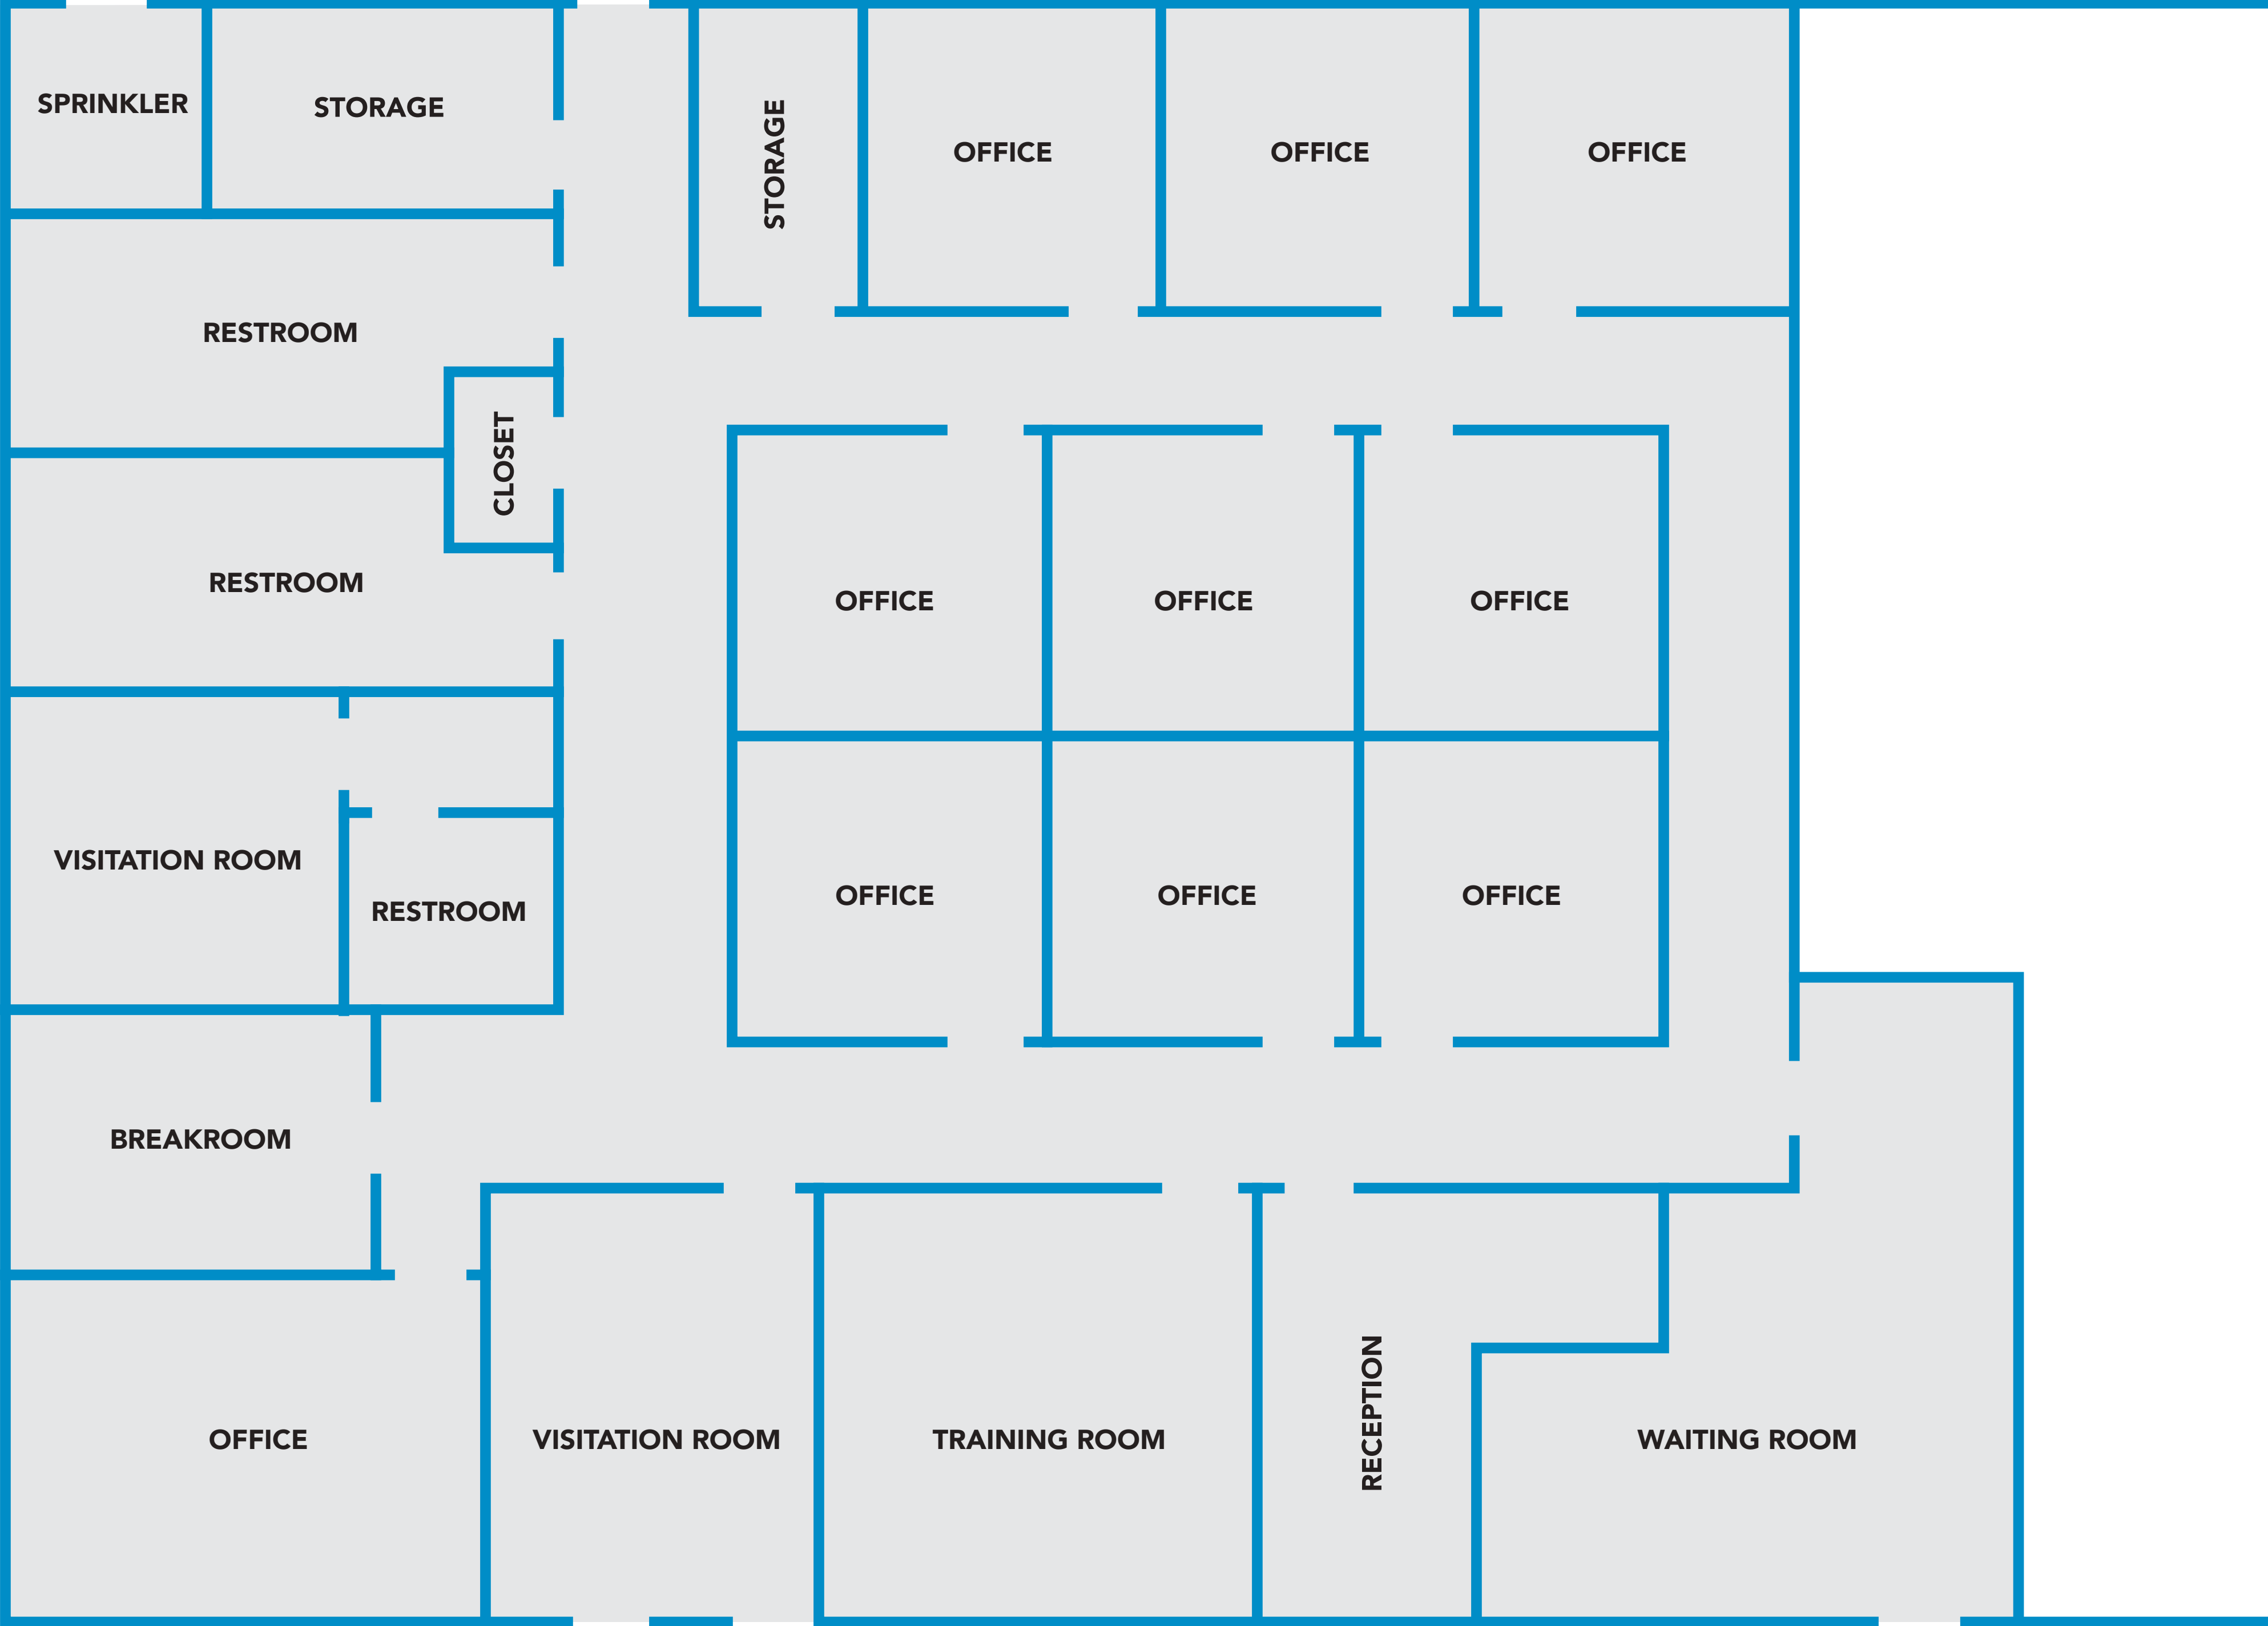 SPRINKLER
STORAGE
STORAGE
OFFICE
OFFICE
OFFICE
RESTROOM
CLOSET
RESTROOM
OFFICE
OFFICE
OFFICE
VISITATION ROOM
RESTROOM
OFFICE
OFFICE
OFFICE
BREAKROOM
OFFICE
VISITATION ROOM
TRAINING ROOM
RECEPTION
WAITING ROOM